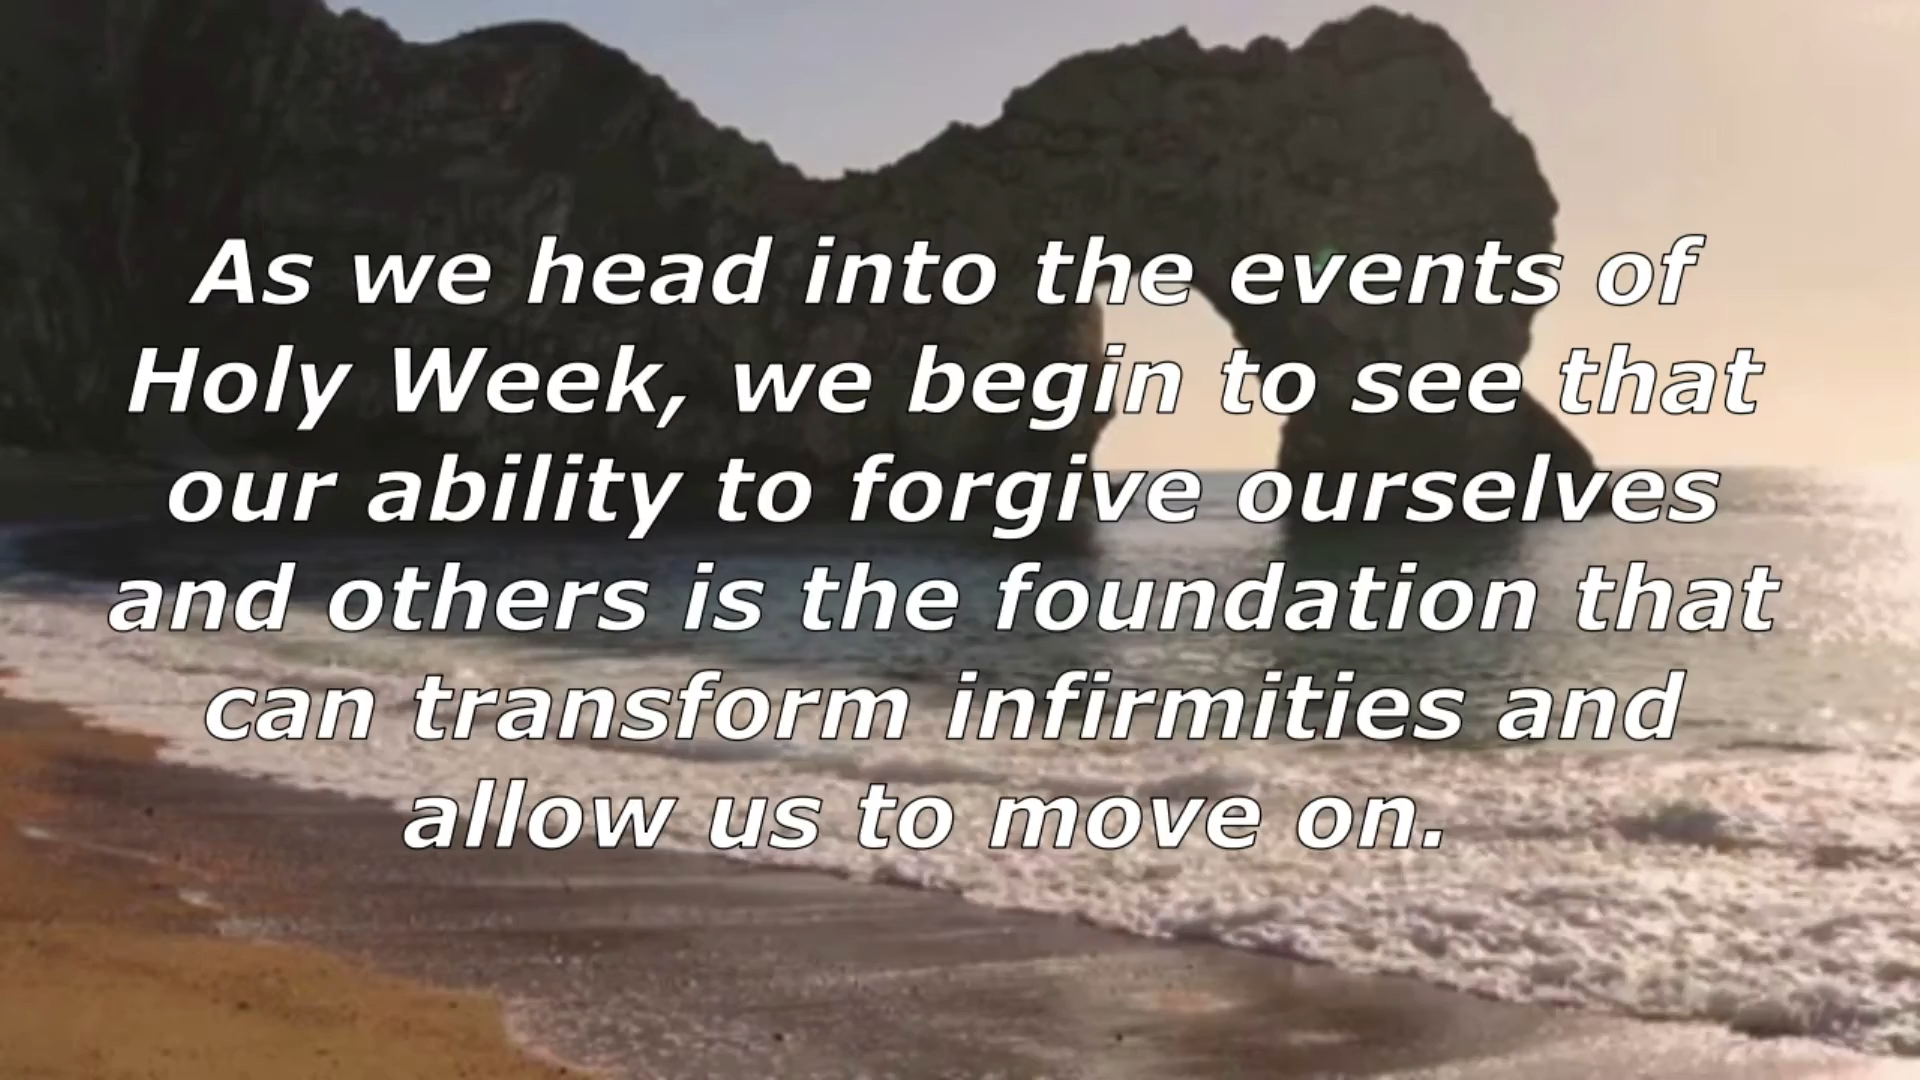 As we head into the events of
Holy Week, we begin to see that
our ability to forgive ourselves
and others is the foundation that
can transform infirmities and
allow us to move on.